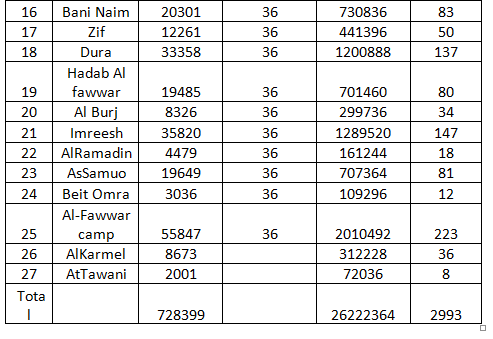 16 Bani Naim 20301 36 730836 83
17 Zif 12261 36 441396 50
18 Dura 33358 36 1200888 137
Hadab Al
19 fawwar 19485 36 701460 80
20 Al Burj 8326 36 299736 34
21 Imreesh 35820 36 1289520 147
22 AlRamadin 4479 36 161244 18
23 AsSamuo 19649 36 707364 81
24 Beit Omra 3036 36 109296 12
Al-Fawwar
25 camp 55847 36 2010492 223
26 AlKarmel 8673 312228 36
27 AtTawani 2001 72036 8
Tota
l 728399 26222364 2993